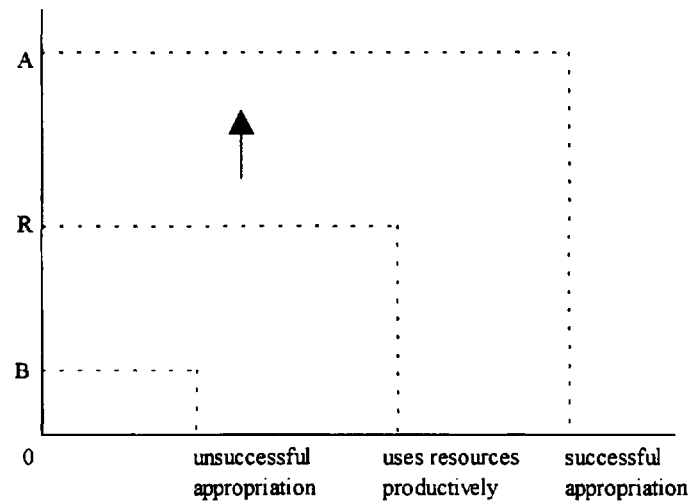 A
R
B
0
unsuccessful
appropriation
uses resources
productively
successful
appropriation